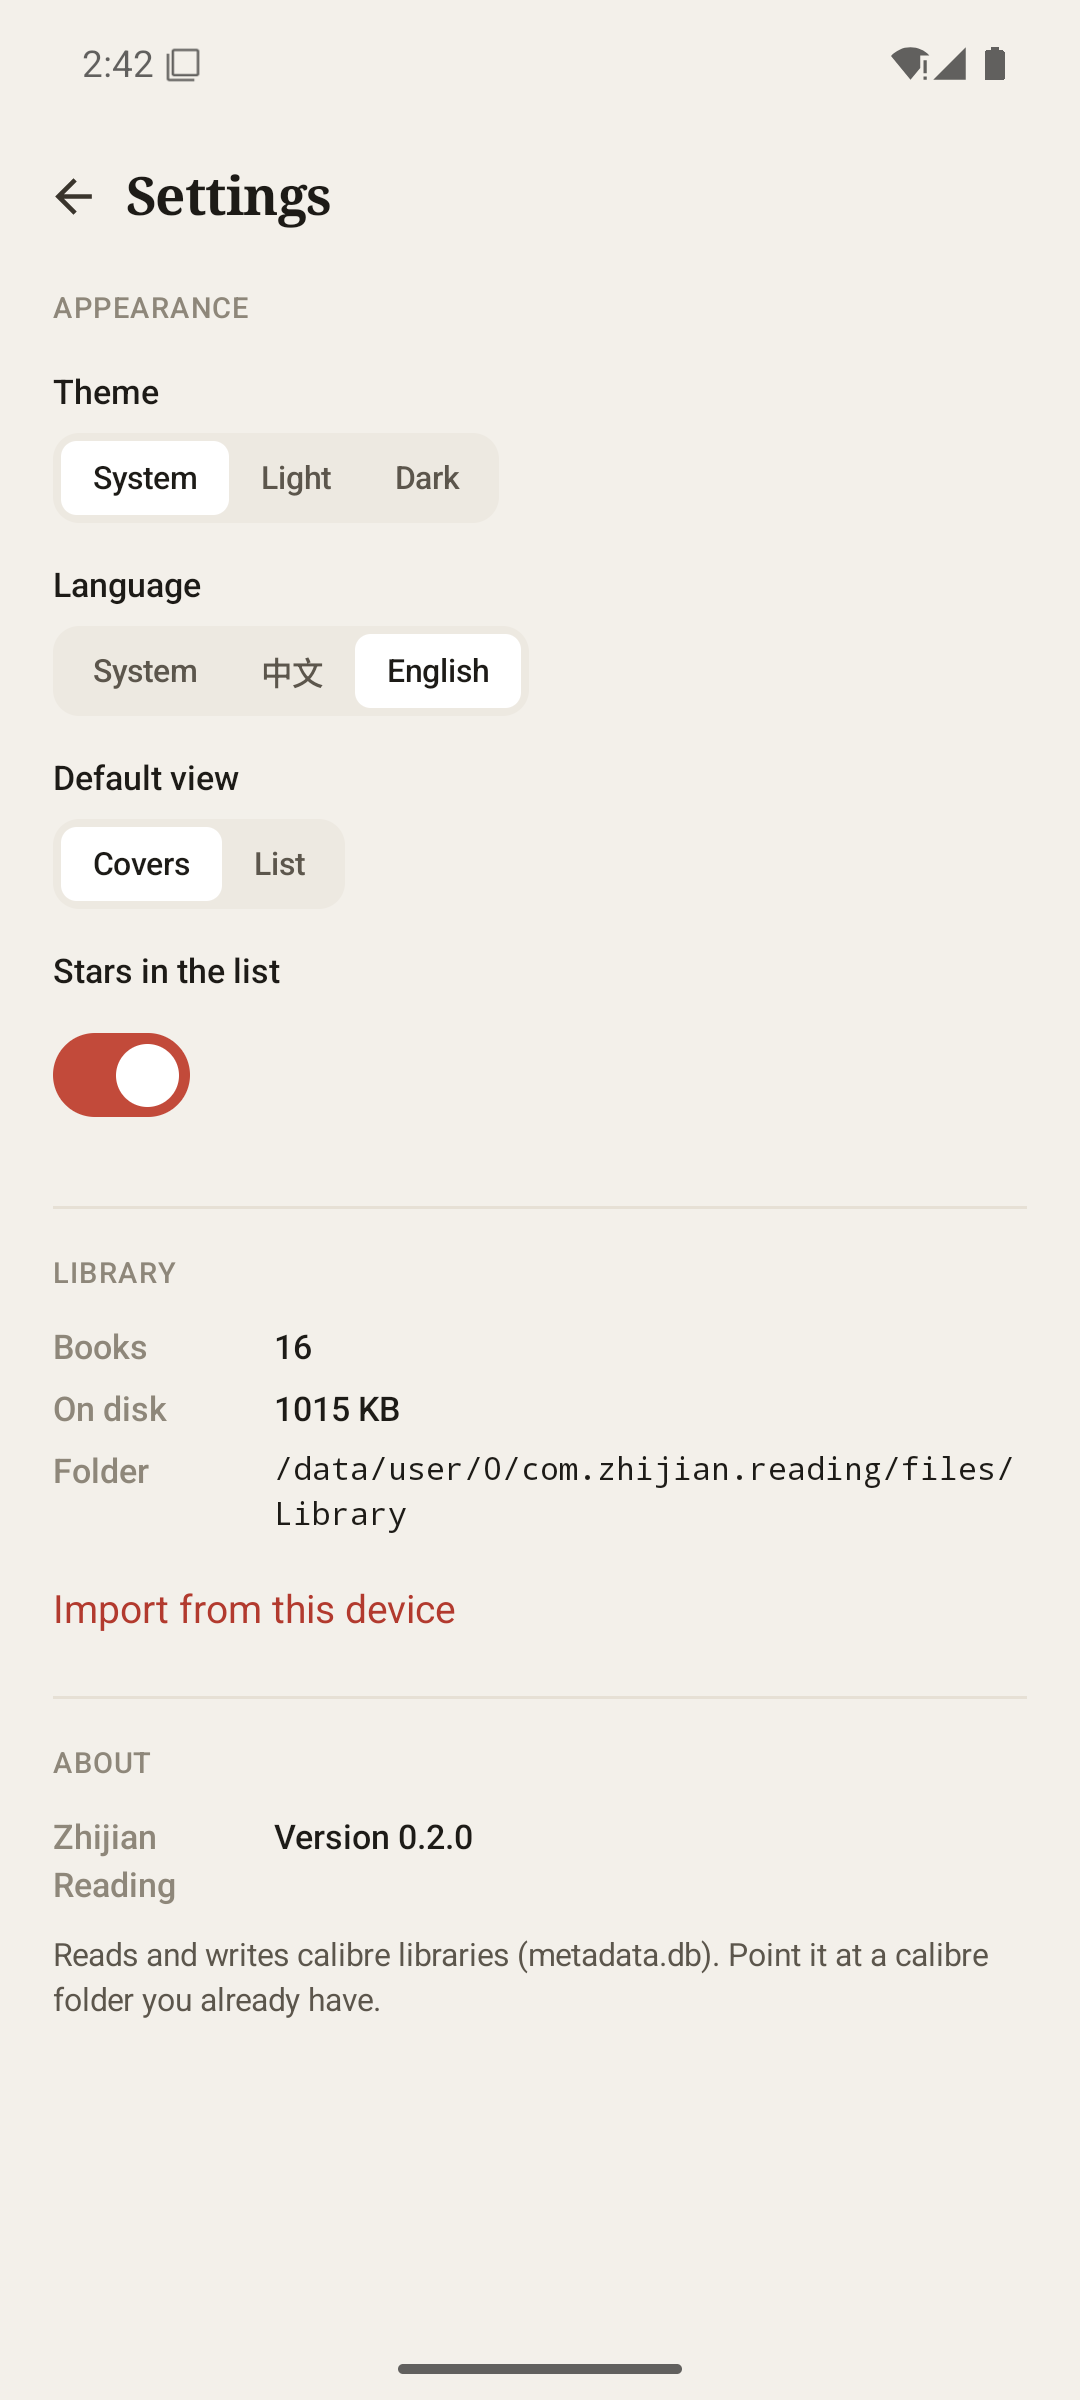 2:42
Settings
APPEARANCE
Theme
System Light Dark
Language
System 中文 English
Default view
Covers List
Stars in the list
LIBRARY
Books 16
On disk 1015 KB
Folder /data/user/0/com.zhijian.reading/files/
Library
Import from this device
ABOUT
Zhijian Version 0.2.0
Reading
Reads and writes calibre libraries (metadata.db). Point it at a calibre
folder you already have.